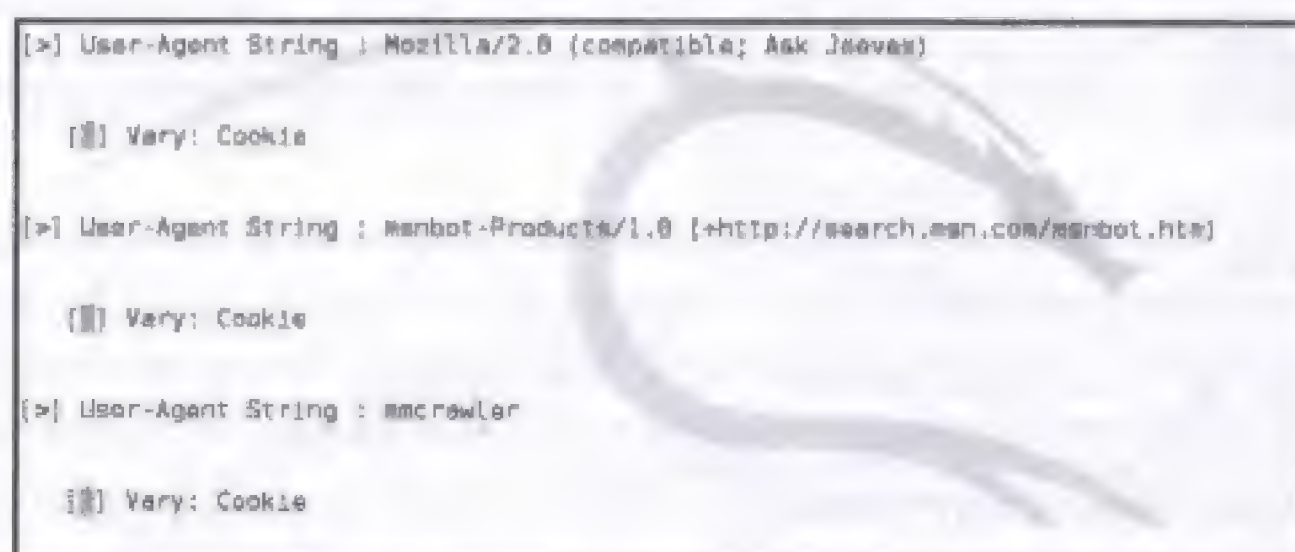 [>] User-Agent String : Mozilla/2.0 (compatible; Ask Jeeves)
[] Vary: Cookie
[>] User-Agent String : msnbot-Products/1.0 (+http://search.msn.com/msnbot.htm)
[] Vary: Cookie
[>] User-Agent String : mmcrawler
[] Vary: Cookie